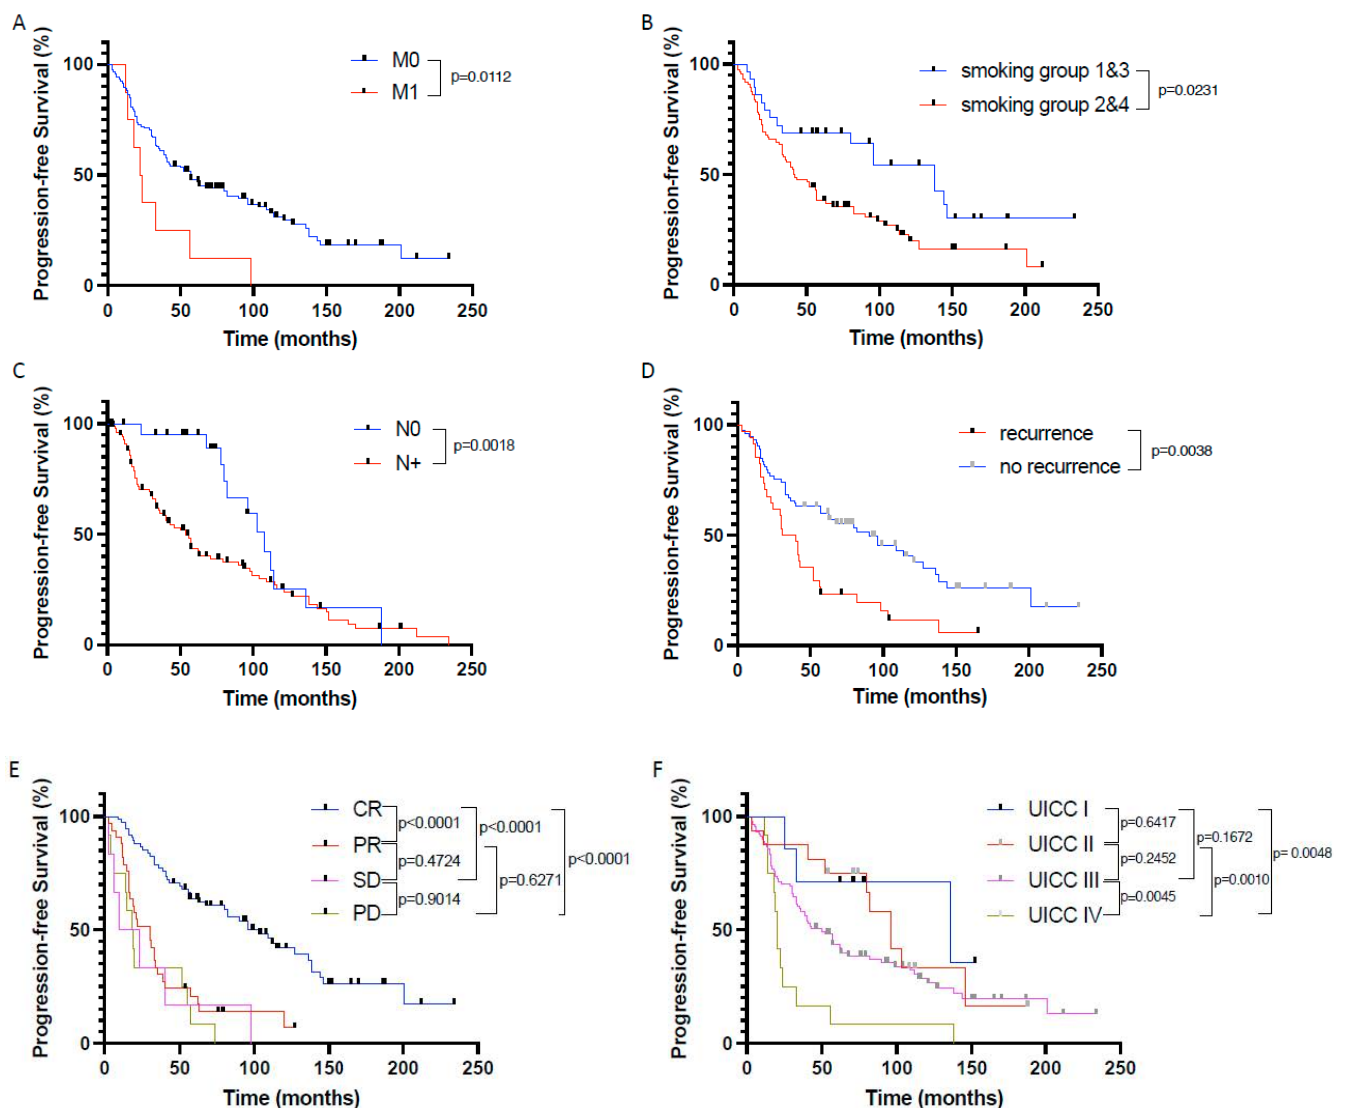 A
Progression-free Survival (%)
100
50
0
0 50 100 150 200 250
Time (months)
M0
M1
p=0.0112
B
Progression-free Survival (%)
100
50
0
0 50 100 150 200 250
Time (months)
smoking group 1&3
smoking group 2&4
p=0.0231
C
Progression-free Survival (%)
100
50
0
0 50 100 150 200 250
Time (months)
N0
N+
p=0.0018
D
Progression-free Survival (%)
100
50
0
0 50 100 150 200 250
Time (months)
recurrence
no recurrence
p=0.0038
E
Progression-free Survival (%)
100
50
0
0 50 100 150 200 250
Time (months)
CR
PR
SD
PD
p<0.0001
p=0.4724
p=0.9014
p<0.0001
p=0.6271
p<0.0001
F
Progression-free Survival (%)
100
50
0
0 50 100 150 200 250
Time (months)
UICC I
UICC II
UICC III
UICC IV
p=0.6417
p=0.2452
p=0.0045
p=0.1672
p=0.0010
p= 0.0048